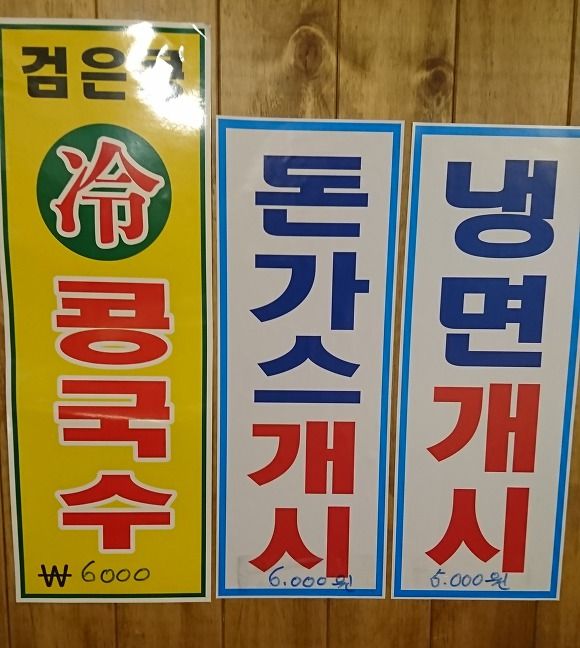 검은콩
冷
콩국수
₩6000
돈가스개시
6.000원
냉면개시
5.000원